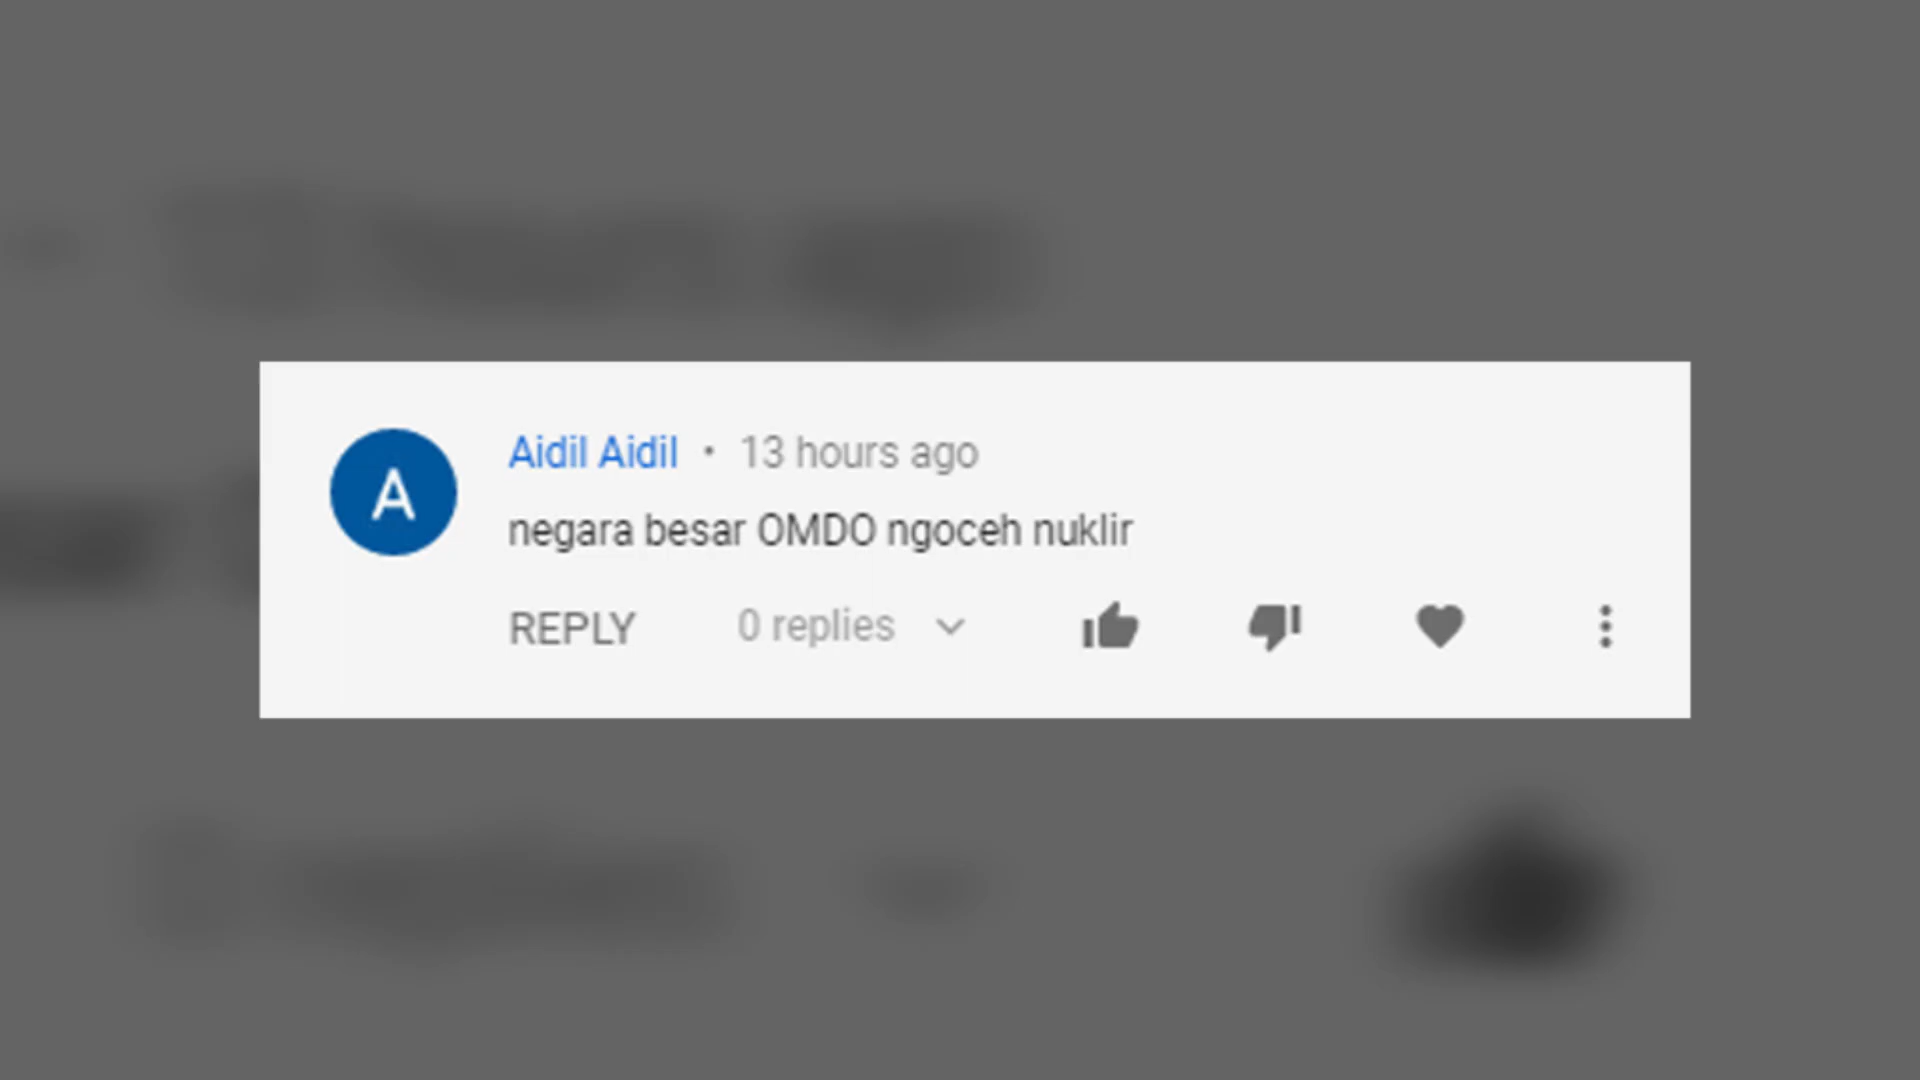 A
Aidil Aidil • 13 hours ago
negara besar OMDO ngoceh nuklir
REPLY 0 replies